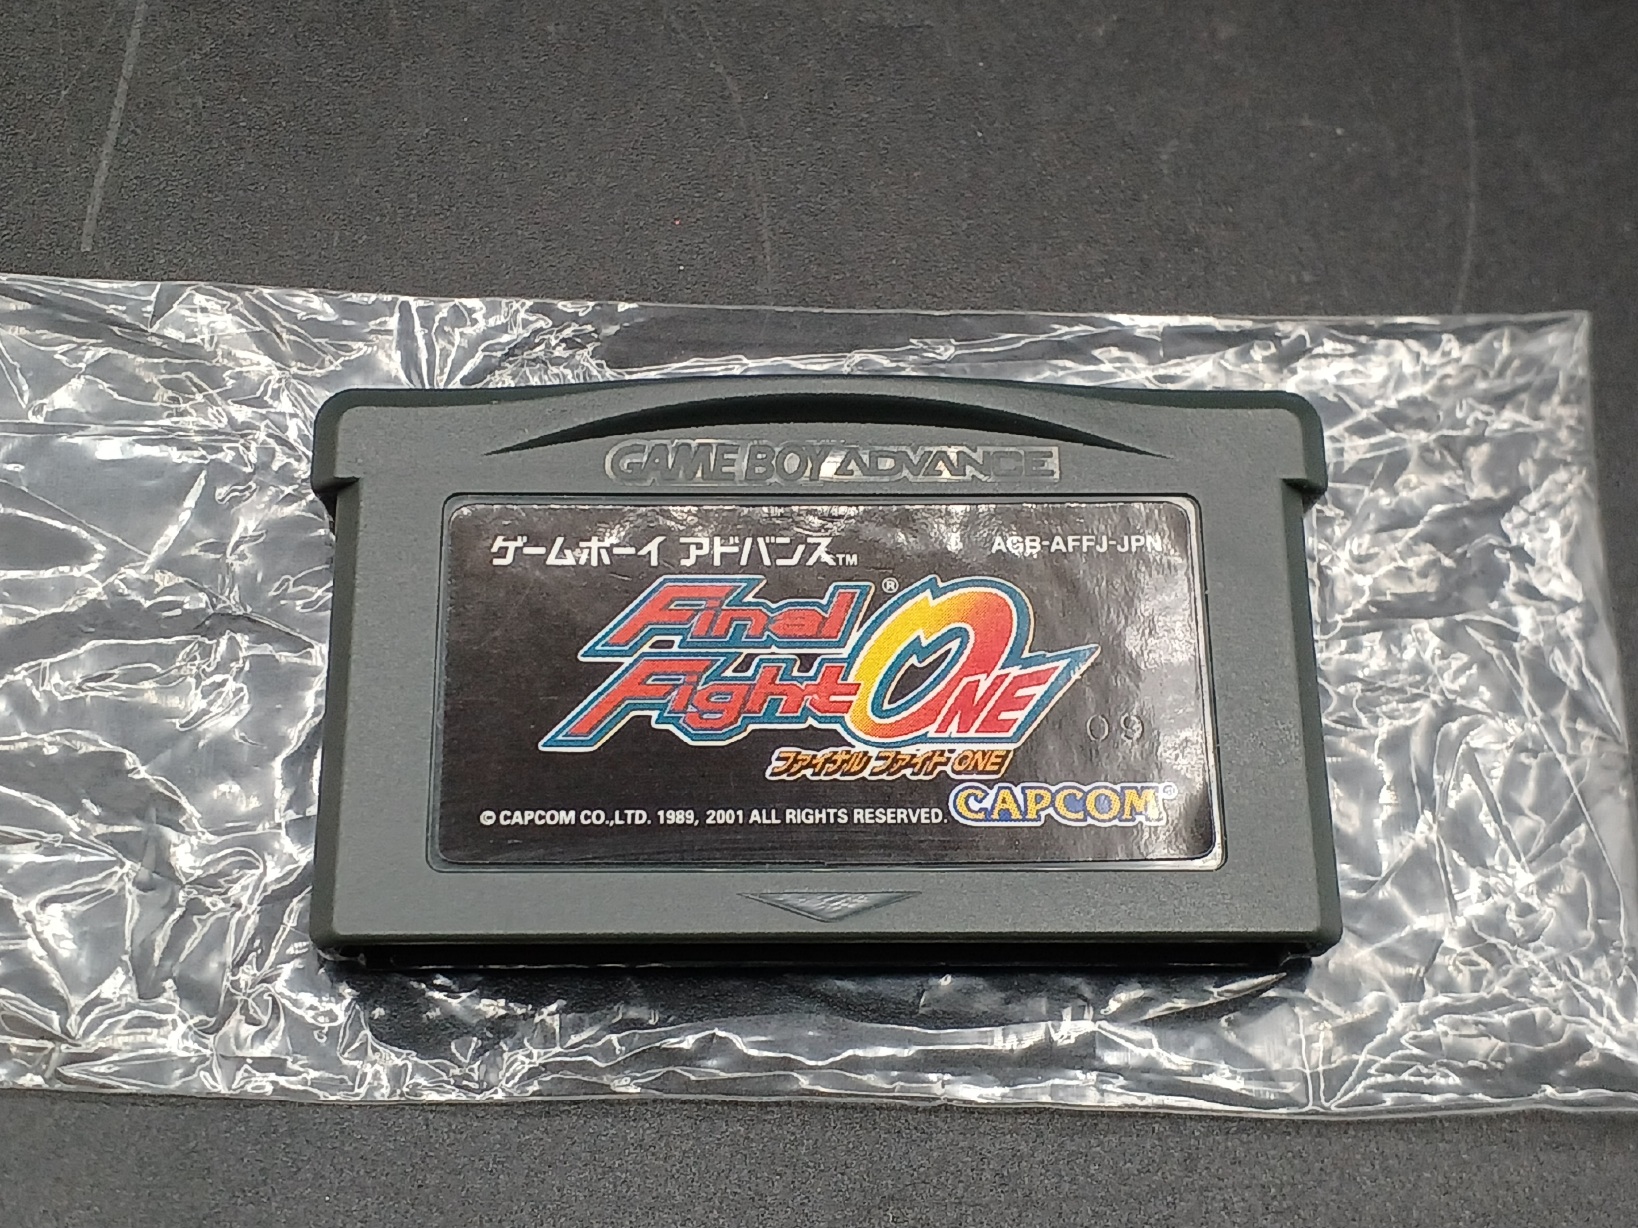 GAME BOY ADVANCE
ゲームボーイ アドバンス™
AGB-AFFJ-JPN
Final®
Fight ONE
ファイナル ファイト ONE
09
© CAPCOM CO.,LTD. 1989, 2001 ALL RIGHTS RESERVED.
CAPCOM®